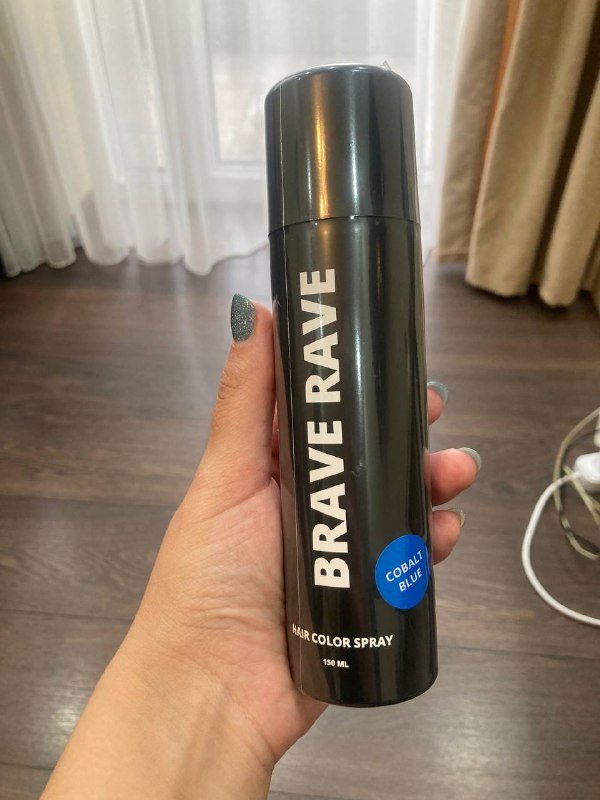 BRAVE RAVE
COBALT
BLUE
HAIR COLOR SPRAY
150 ML